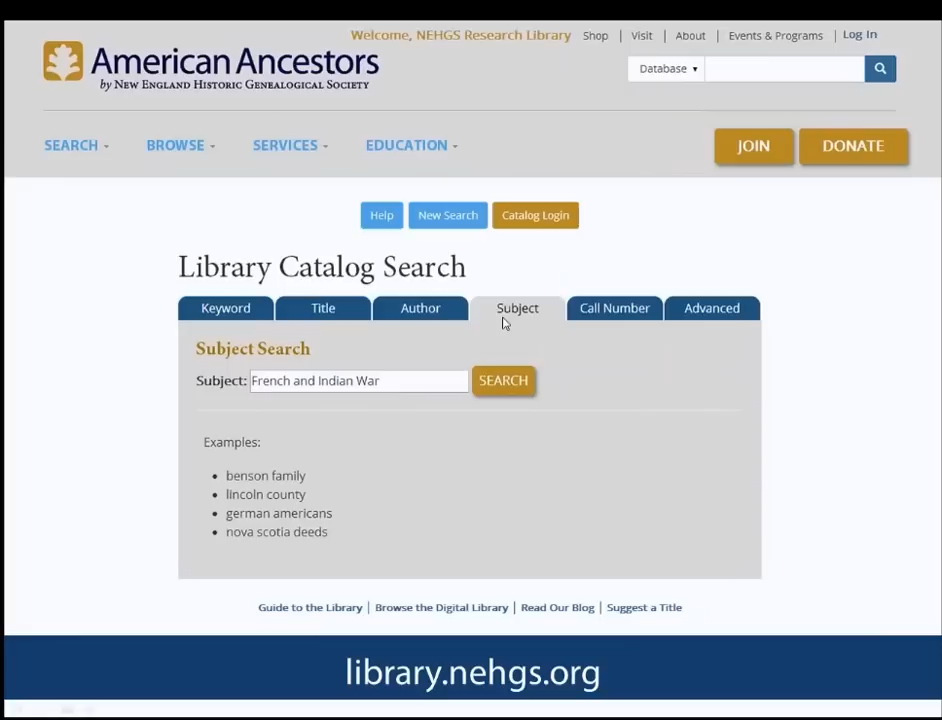 Welcome, NEHGS Research Library Shop | Visit | About | Events & Programs | Log In
American Ancestors
by NEW ENGLAND HISTORIC GENEALOGICAL SOCIETY
Database
SEARCH BROWSE SERVICES EDUCATION JOIN DONATE
Help New Search Catalog Login
Library Catalog Search
Keyword Title Author Subject Call Number Advanced
Subject Search
Subject: French and Indian War SEARCH
Examples:
benson family
lincoln county
german americans
nova scotia deeds
Guide to the Library | Browse the Digital Library | Read Our Blog | Suggest a Title
library.nehgs.org